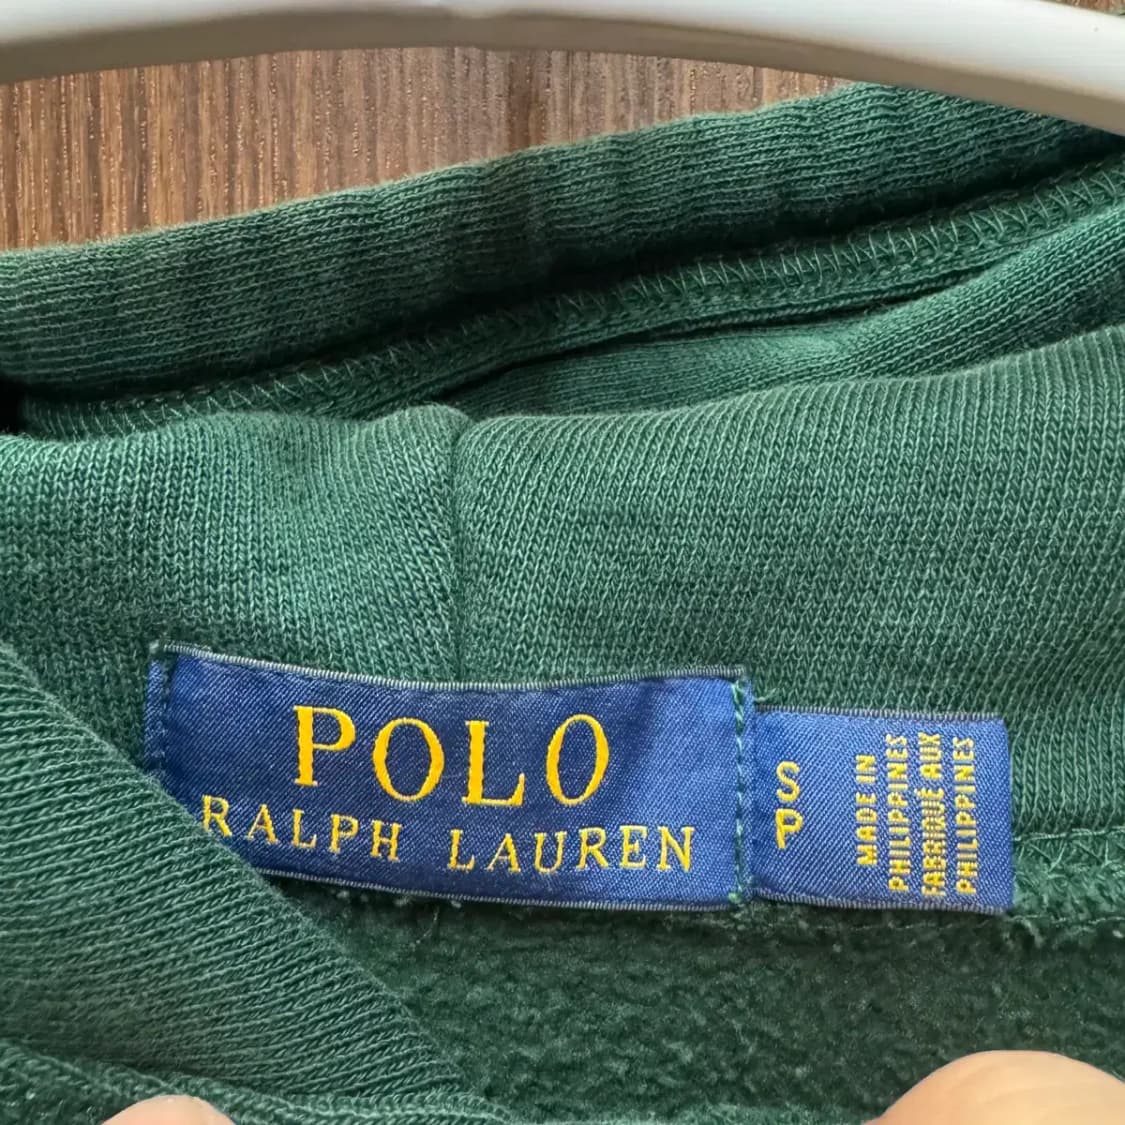 POLO
RALPH LAUREN
S
P
MADE IN
PHILIPPINES
FABRIQUÉ AUX
PHILIPPINES